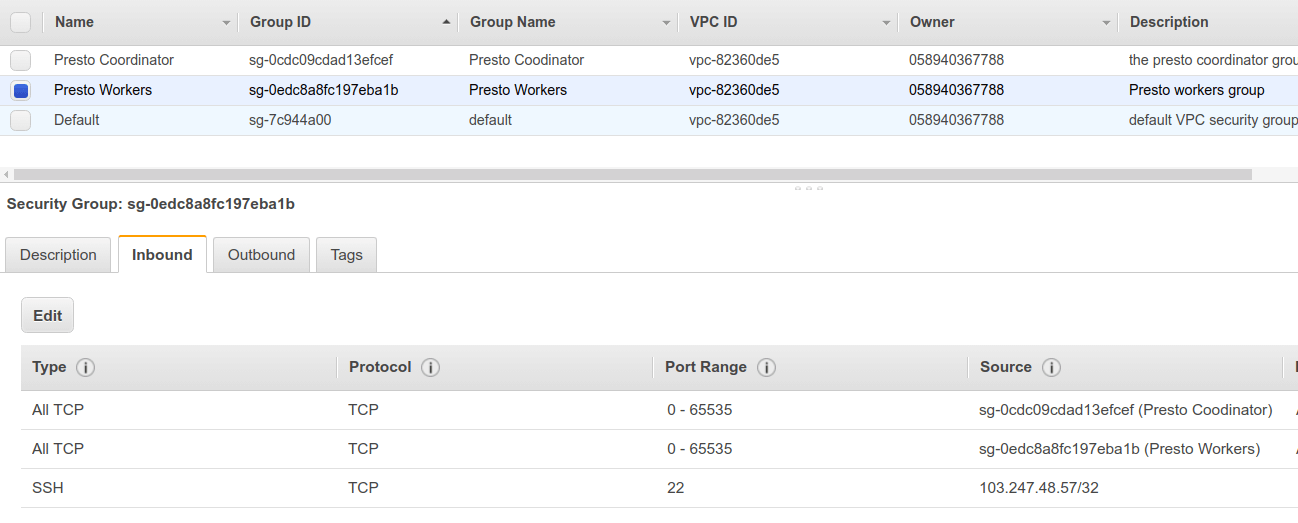 Name Group ID Group Name VPC ID Owner Description
Presto Coordinator sg-0cdc09cdad13efcef Presto Coodinator vpc-82360de5 058940367788 the presto coordinator grou
Presto Workers sg-0edc8a8fc197eba1b Presto Workers vpc-82360de5 058940367788 Presto workers group
Default sg-7c944a00 default vpc-82360de5 058940367788 default VPC security group
Security Group: sg-0edc8a8fc197eba1b
Description Inbound Outbound Tags
Edit
Type Protocol Port Range Source
All TCP TCP 0 - 65535 sg-0cdc09cdad13efcef (Presto Coodinator)
All TCP TCP 0 - 65535 sg-0edc8a8fc197eba1b (Presto Workers)
SSH TCP 22 103.247.48.57/32